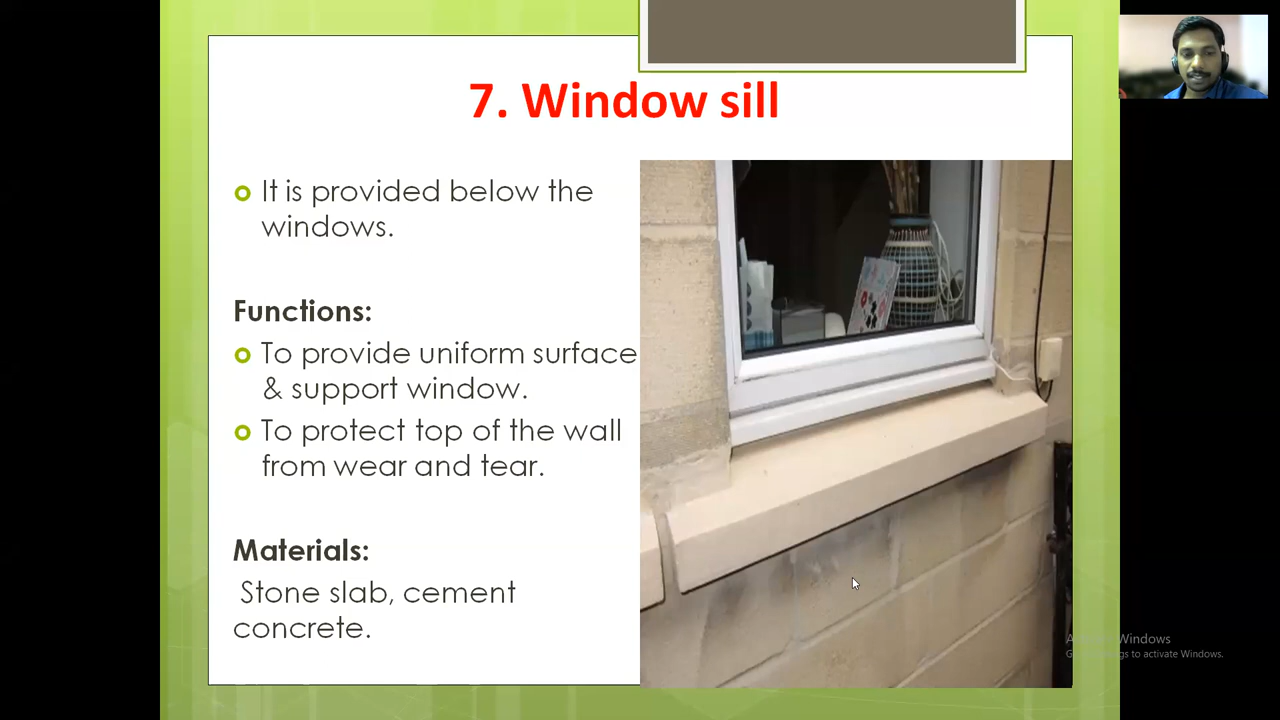 7. Window sill
It is provided below the
windows.
Functions:
To provide uniform surface
& support window.
To protect top of the wall
from wear and tear.
Materials:
Stone slab, cement
concrete.
Windows
to activate Windows.